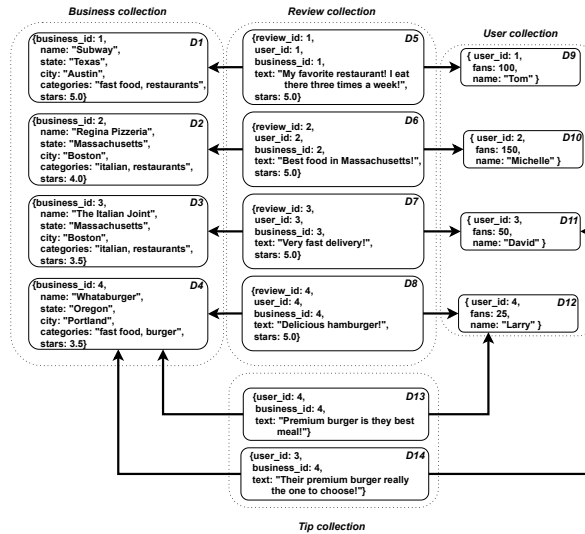 Business collection
Review collection
User collection
{business_id: 1, D1
name: "Subway",
state: "Texas",
city: "Austin",
categories: "fast food, restaurants",
stars: 5.0}
{business_id: 2, D2
name: "Regina Pizzeria",
state: "Massachusetts",
city: "Boston",
categories: "italian, restaurants",
stars: 4.0}
{business_id: 3, D3
name: "The Italian Joint",
state: "Massachusetts",
city: "Boston",
categories: "italian, restaurants",
stars: 3.5}
{business_id: 4, D4
name: "Whataburger",
state: "Oregon",
city: "Portland",
categories: "fast food, burger",
stars: 3.5}
{review_id: 1, D5
user_id: 1,
business_id: 1,
text: "My favorite restaurant! I eat
there three times a week!",
stars: 5.0}
{review_id: 2, D6
user_id: 2,
business_id: 2,
text: "Best food in Massachusetts!",
stars: 5.0}
{review_id: 3, D7
user_id: 3,
business_id: 3,
text: "Very fast delivery!",
stars: 5.0}
{review_id: 4, D8
user_id: 4,
business_id: 4,
text: "Delicious hamburger!",
stars: 5.0}
{ user_id: 1, D9
fans: 100,
name: "Tom" }
{ user_id: 2, D10
fans: 150,
name: "Michelle" }
{ user_id: 3, D11
fans: 50,
name: "David" }
{ user_id: 4, D12
fans: 25,
name: "Larry" }
{user_id: 4, D13
business_id: 4,
text: "Premium burger is they best
meal!"}
{user_id: 3, D14
business_id: 4,
text: "Their premium burger really
the one to choose!"}
Tip collection